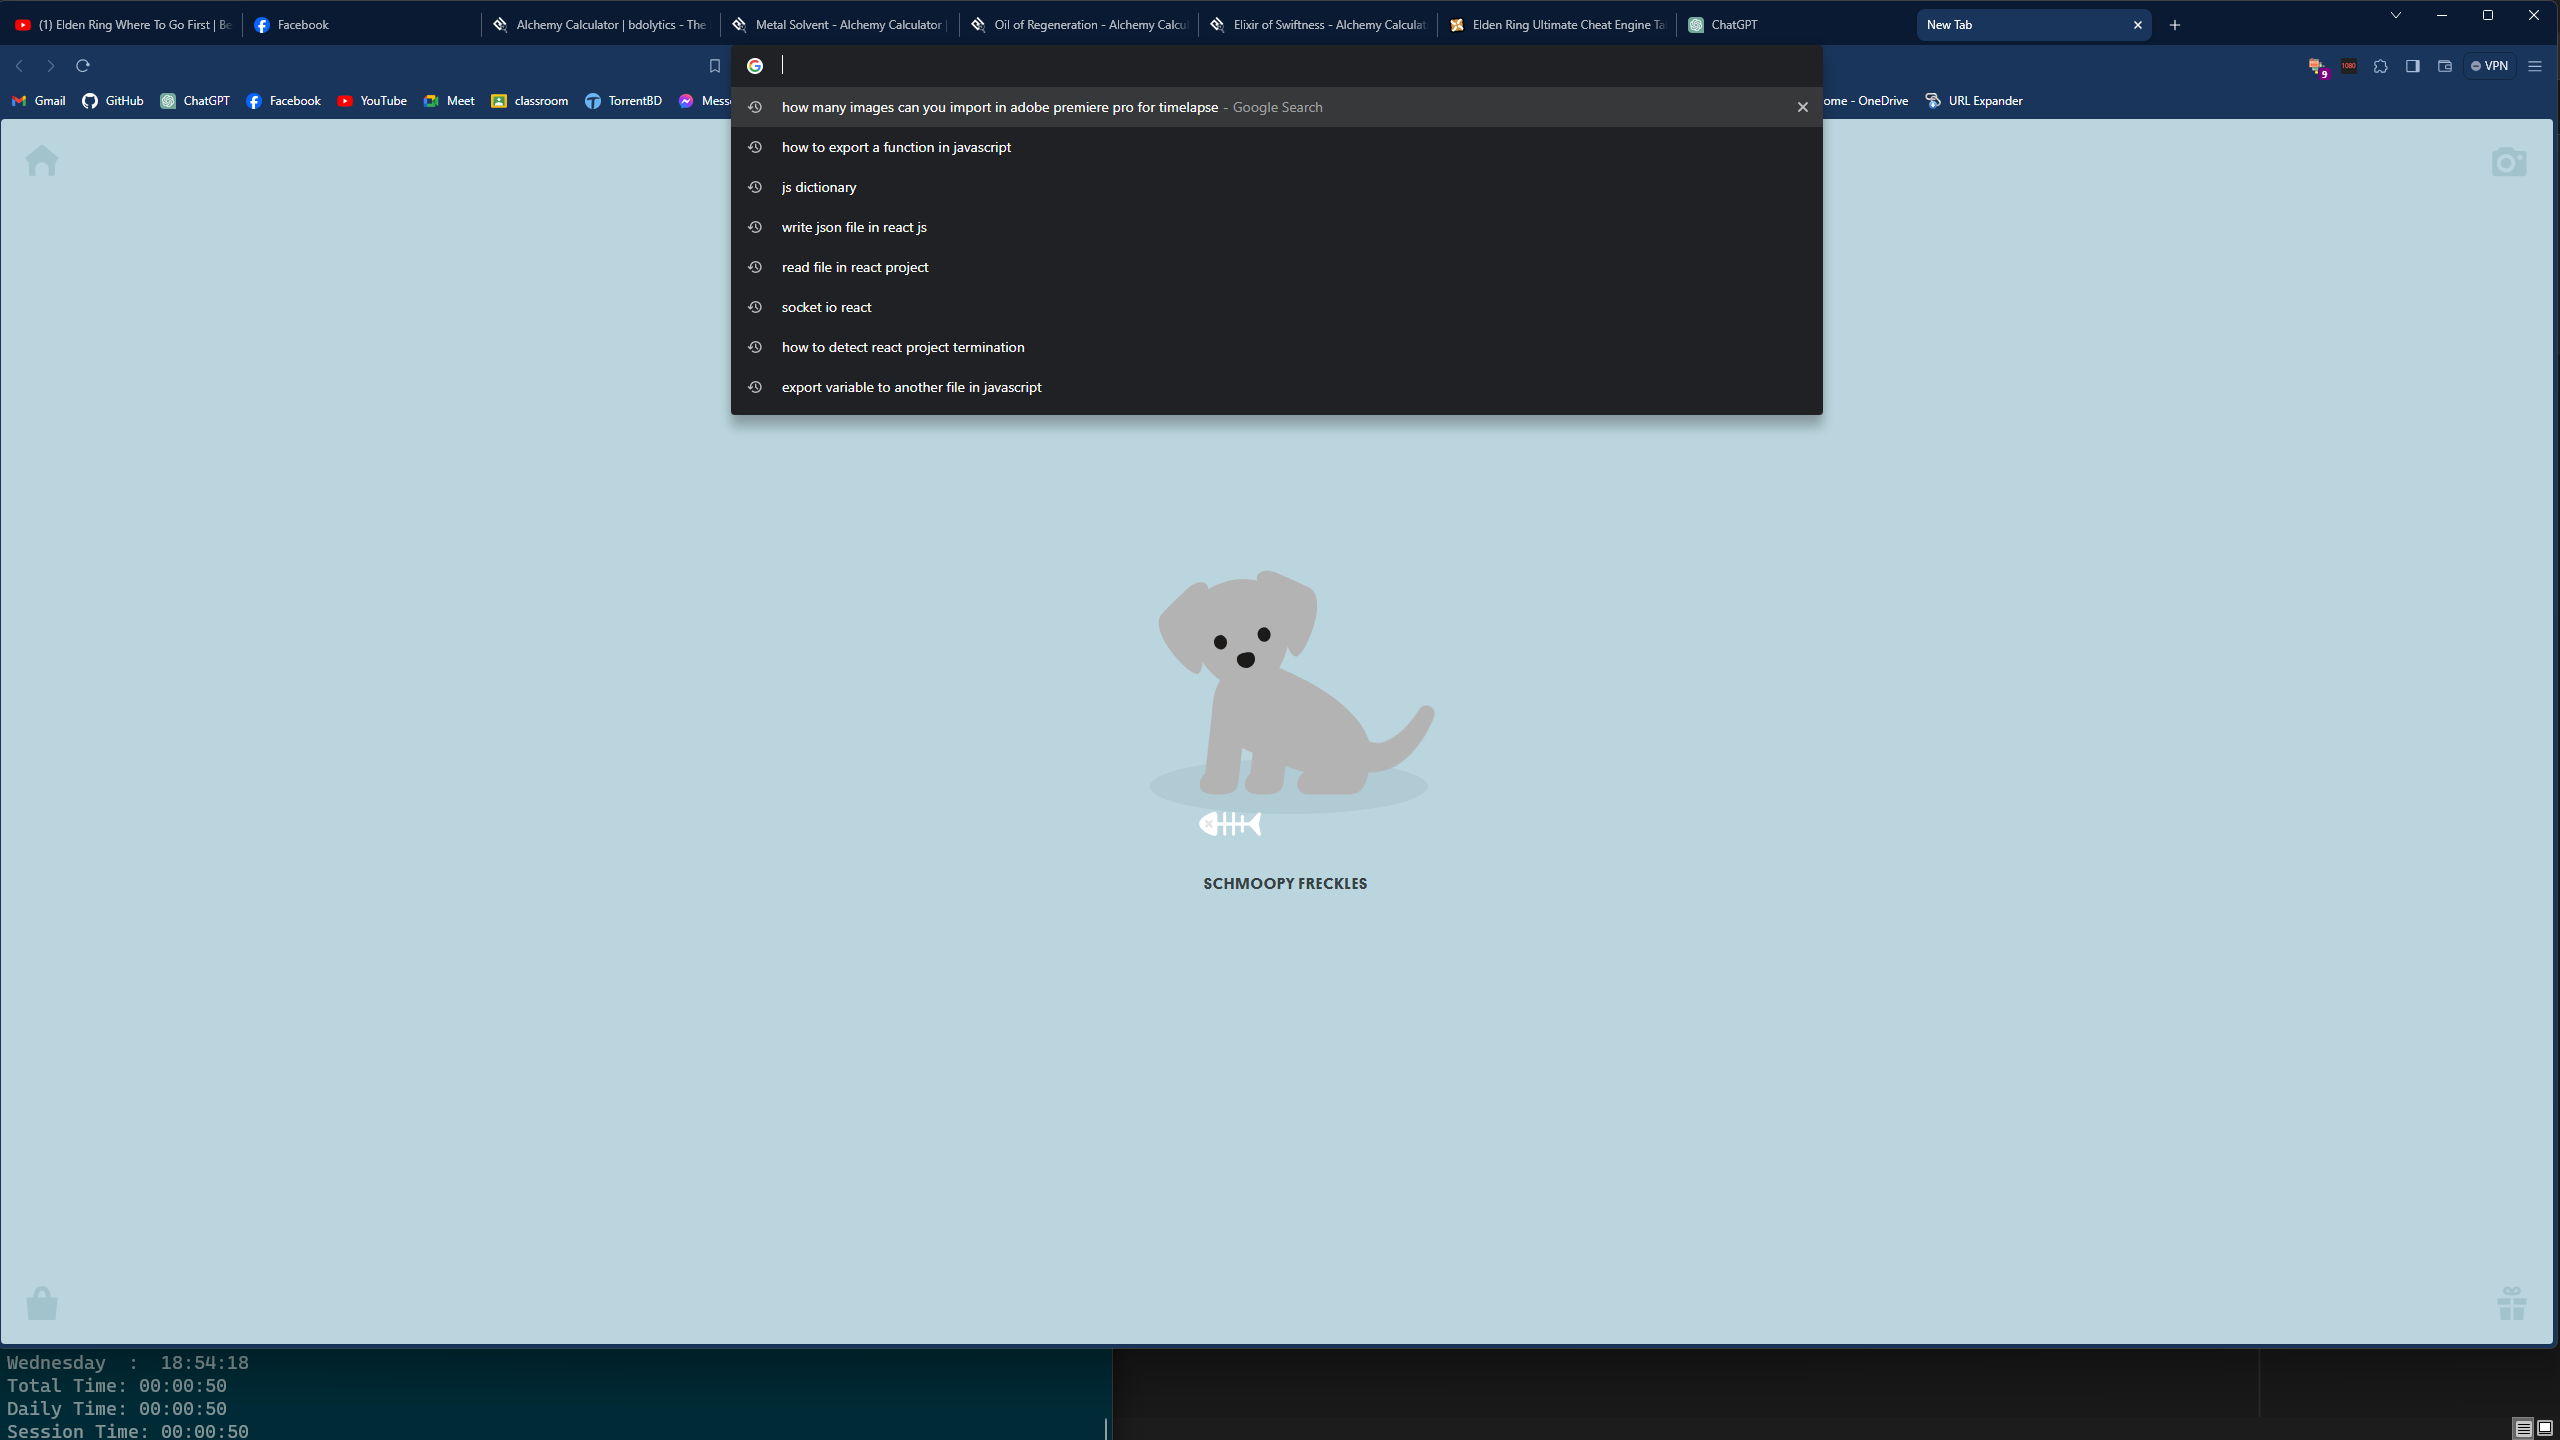 (1) Elden Ring Where To Go First | Be
Facebook
Alchemy Calculator | bdolytics - The
Metal Solvent - Alchemy Calculator |
Oil of Regeneration - Alchemy Calcu
Elixir of Swiftness - Alchemy Calculat
Elden Ring Ultimate Cheat Engine Ta
ChatGPT
New Tab
9
1080
VPN
Gmail
GitHub
ChatGPT
Facebook
YouTube
Meet
classroom
TorrentBD
Messe
ome - OneDrive
URL Expander
how many images can you import in adobe premiere pro for timelapse - Google Search
how to export a function in javascript
js dictionary
write json file in react js
read file in react project
socket io react
how to detect react project termination
export variable to another file in javascript
SCHMOOPY FRECKLES
Wednesday : 18:54:18
Total Time: 00:00:50
Daily Time: 00:00:50
Session Time: 00:00:50